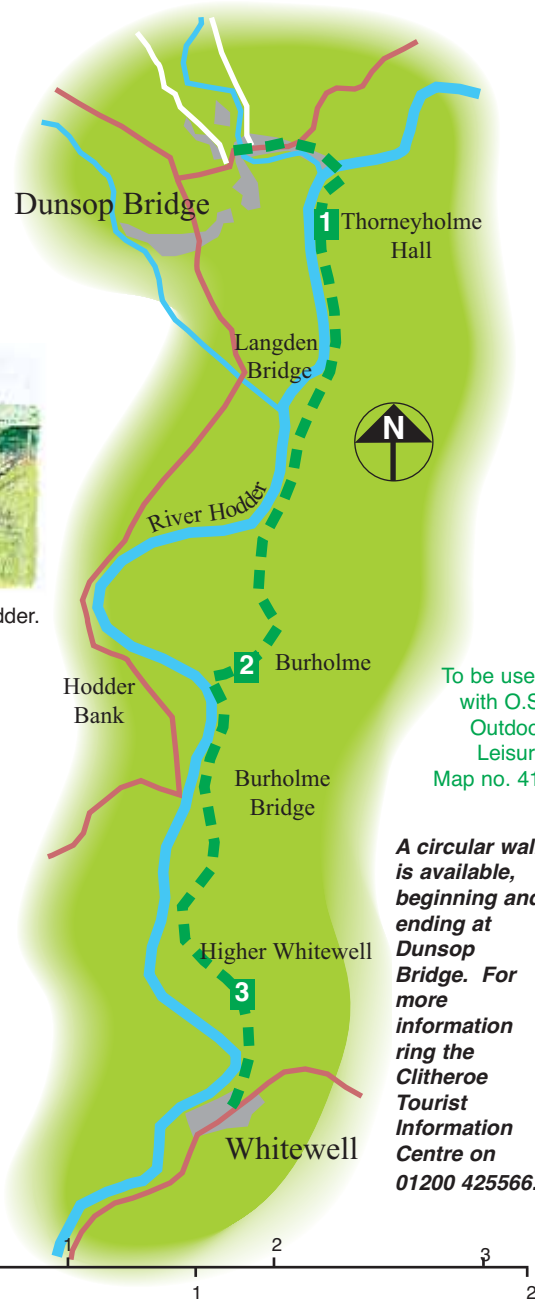 Dunsop Bridge
1
Thorneyholme
Hall
Langden
Bridge
N
River Hodder
dder.
2
Burholme
Hodder
Bank
To be use
with O.S
Outdoo
Leisur
Map no. 41
Burholme
Bridge
A circular wal
is available,
beginning and
ending at
Dunsop
Bridge. For
more
information
ring the
Clitheroe
Tourist
Information
Centre on
01200 425566.
Higher Whitewell
3
Whitewell
1
2
3
1
2